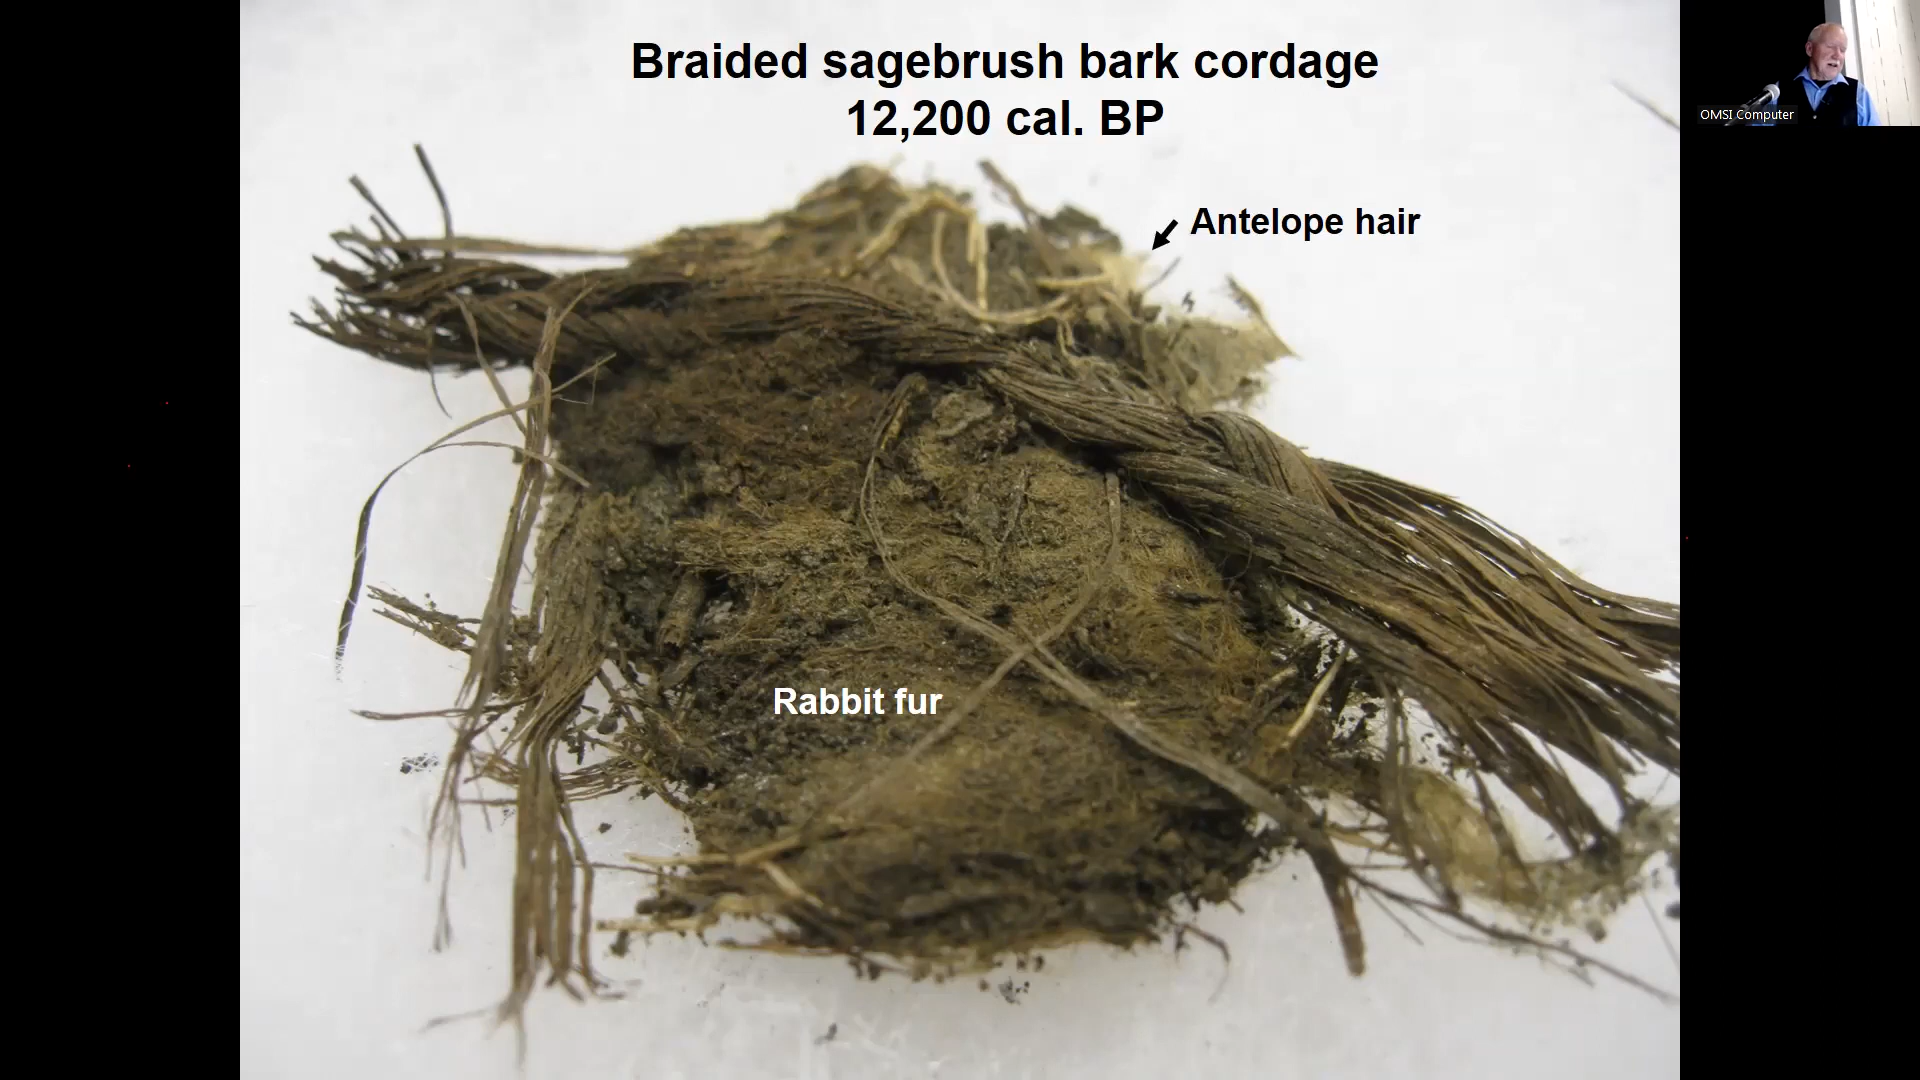 Braided sagebrush bark cordage
12,200 cal. BP
Antelope hair
Rabbit fur
OMSI Computer